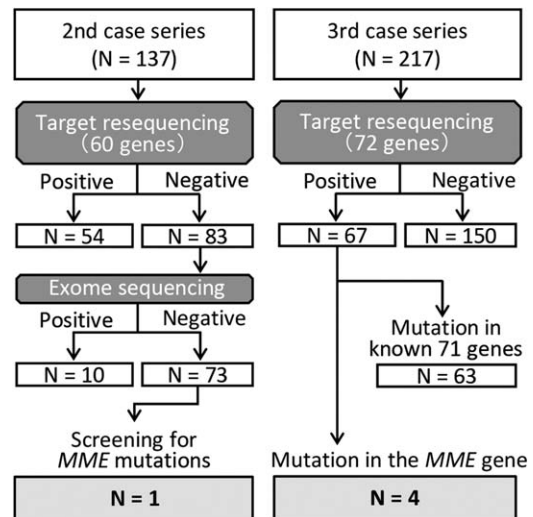 2nd case series
(N = 137)
Target resequencing
(60 genes)
Positive
Negative
N = 54
N = 83
Exome sequencing
Positive
Negative
N = 10
N = 73
Screening for
MME mutations
N = 1
3rd case series
(N = 217)
Target resequencing
(72 genes)
Positive
Negative
N = 67
N = 150
Mutation in
known 71 genes
N = 63
Mutation in the MME gene
N = 4